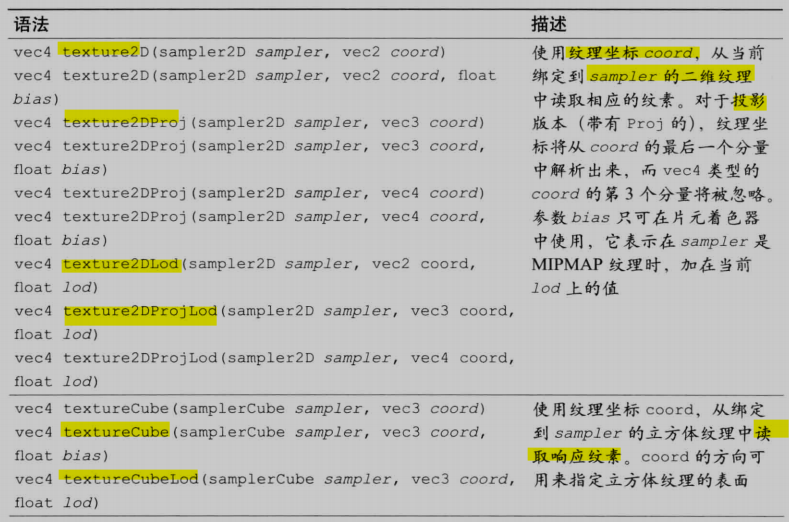 语法
vec4 texture2D(sampler2D sampler, vec2 coord)
vec4 texture2D(sampler2D sampler, vec2 coord, float
bias)
vec4 texture2DProj(sampler2D sampler, vec3 coord)
vec4 texture2DProj(sampler2D sampler, vec3 coord,
float bias)
vec4 texture2DProj(sampler2D sampler, vec4 coord)
vec4 texture2DProj(sampler2D sampler, vec4 coord,
float bias)
vec4 texture2DLod(sampler2D sampler, vec2 coord,
float lod)
vec4 texture2DProjLod(sampler2D sampler, vec3 coord,
float lod)
vec4 texture2DProjLod(sampler2D sampler, vec4 coord,
float lod)
描述
使用纹理坐标 coord，从当前
绑定到 sampler 的二维纹理
中读取相应的纹素。对于投影
版本（带有 Proj 的），纹理坐
标将从 coord 的最后一个分量
中解析出来，而 vec4 类型的
coord 的第 3 个分量将被忽略。
参数 bias 只可在片元着色器
中使用，它表示在 sampler 是
MIPMAP 纹理时，加在当前
lod 上的值
vec4 textureCube(samplerCube sampler, vec3 coord)
vec4 textureCube(samplerCube sampler, vec3 coord,
float bias)
vec4 textureCubeLod(samplerCube sampler, vec3 coord,
float lod)
使用纹理坐标 coord，从绑定
到 sampler 的立方体纹理中读
取响应纹素。coord 的方向可
用来指定立方体纹理的表面